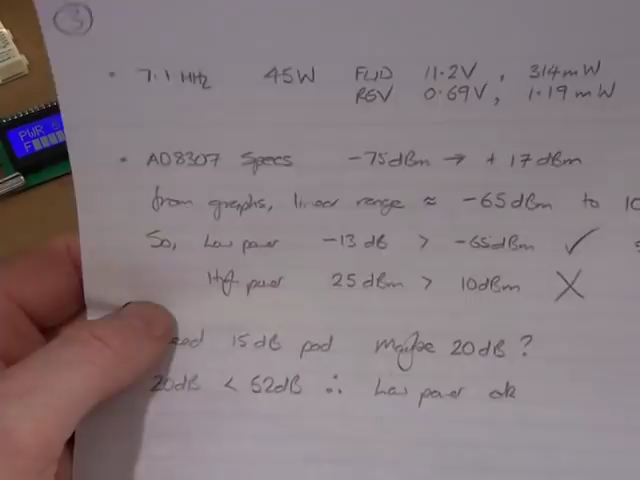 3
7.1 MHz 45W FWD 11.2V, 314mW
REV 0.69V, 1.19mW
PWR
F
• AD8307 Specs -75dBm → +17dBm
from graphs, linear range ≈ -65dBm to 10
So, Low power -13 dB > -65dBm ✓
High power 25 dBm > 10dBm X
eed 15dB pad Maybe 20dB?
20dB < 52dB ∴ Low power ok